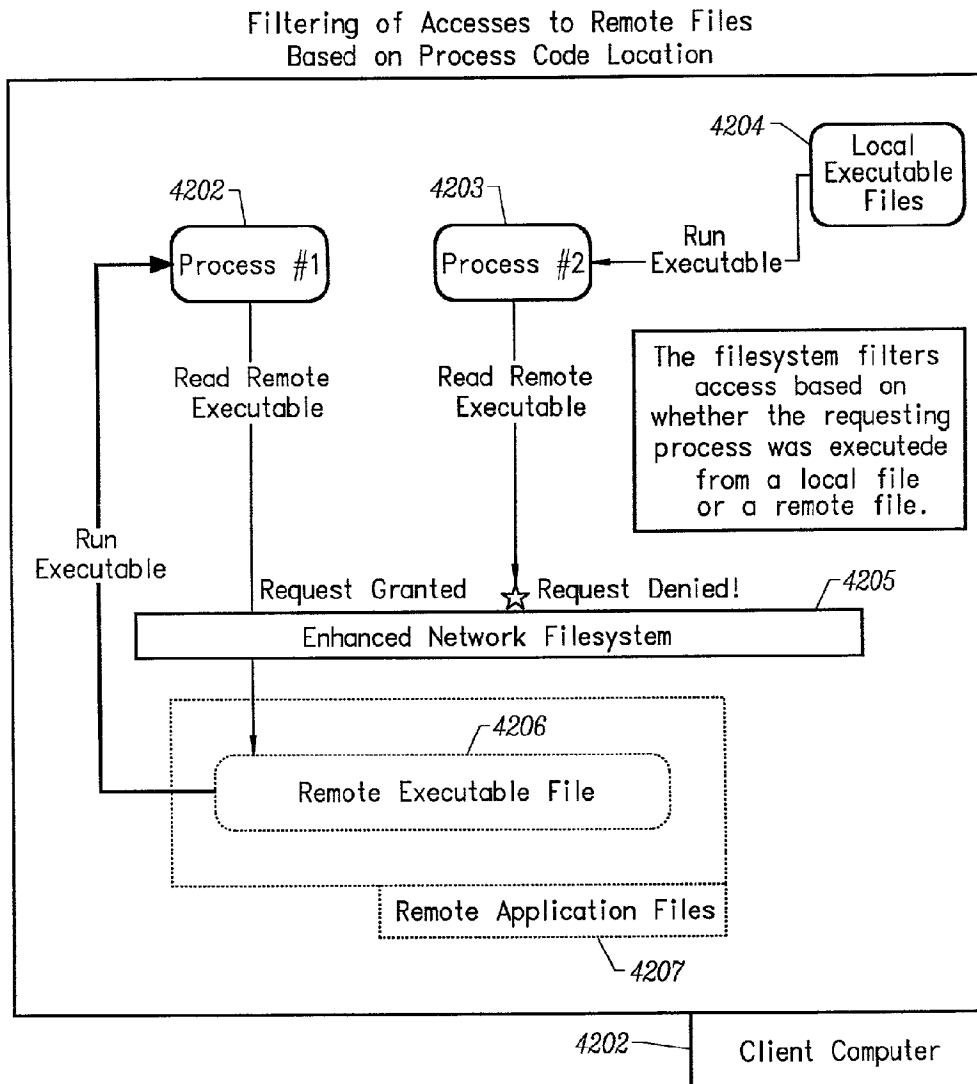 Filtering of Accesses to Remote Files
Based on Process Code Location
4204
Local
Executable
Files
4202
4203
Run
Executable
Process #1
Process #2
Read Remote
Executable
Read Remote
Executable
The filesystem filters
access based on
whether the requesting
process was executede
from a local file
or a remote file.
Run
Executable
Request Granted
Request Denied!
4205
Enhanced Network Filesystem
4206
Remote Executable File
Remote Application Files
4207
4202
Client Computer